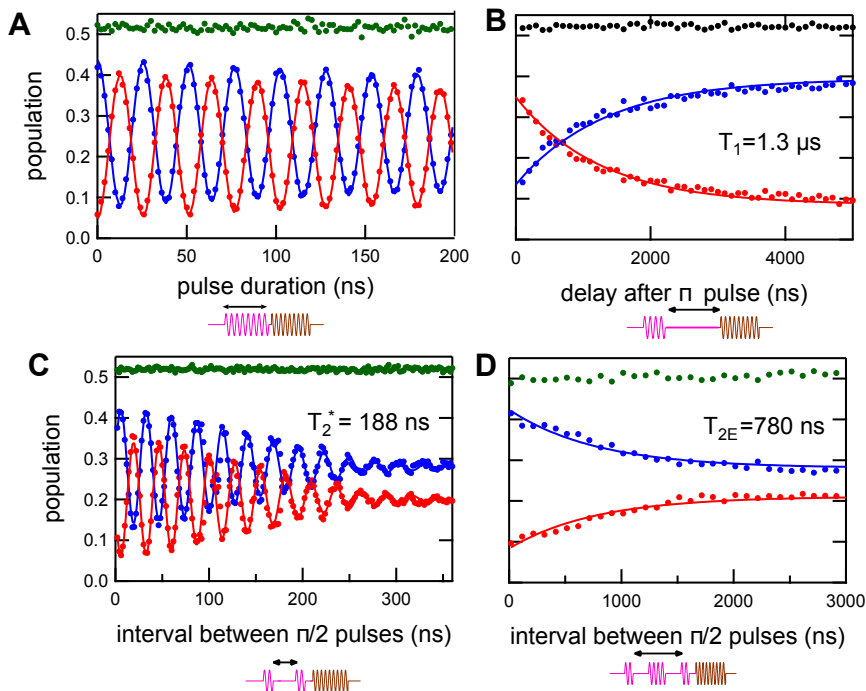 A
0.5
0.4
0.3
0.2
0.1
0.0
population
0 50 100 150 200
pulse duration (ns)
B
T1=1.3 µs
0 2000 4000
delay after π pulse (ns)
C
0.5
0.4
0.3
0.2
0.1
0.0
population
T2* = 188 ns
0 100 200 300
interval between π/2 pulses (ns)
D
T2E=780 ns
0 1000 2000 3000
interval between π/2 pulses (ns)